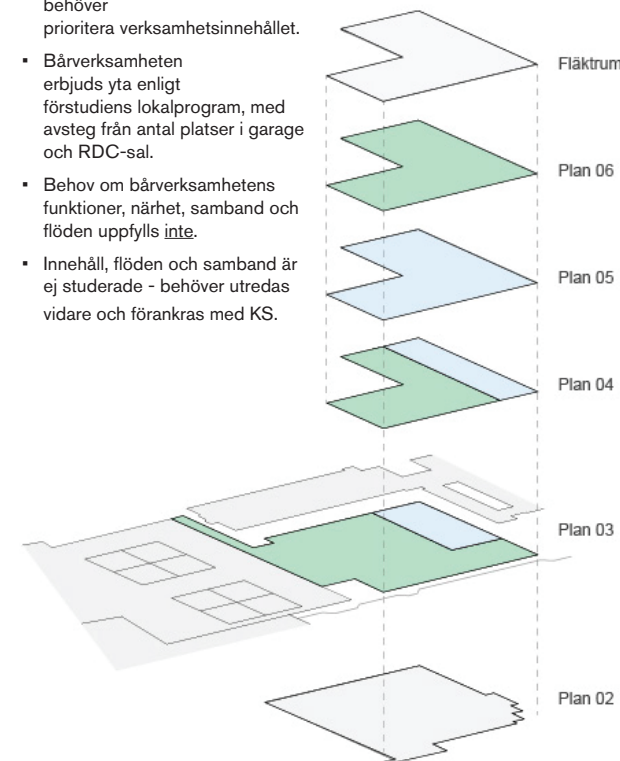 behöver
prioritera verksamhetsinnehållet.
▪ Bårverksamheten
erbjuds yta enligt
förstudiens lokalprogram, med
avsteg från antal platser i garage
och RDC-sal.
▪ Behov om bårverksamhetens
funktioner, närhet, samband och
flöden uppfylls inte.
▪ Innehåll, flöden och samband är
ej studerade - behöver utredas
vidare och förankras med KS.
Fläktrum
Plan 06
Plan 05
Plan 04
Plan 03
Plan 02